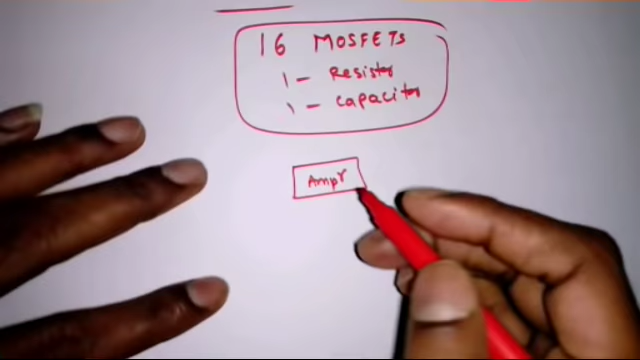 16 MOSFETs
1 - Resistor
1 - capacitor
Ampr